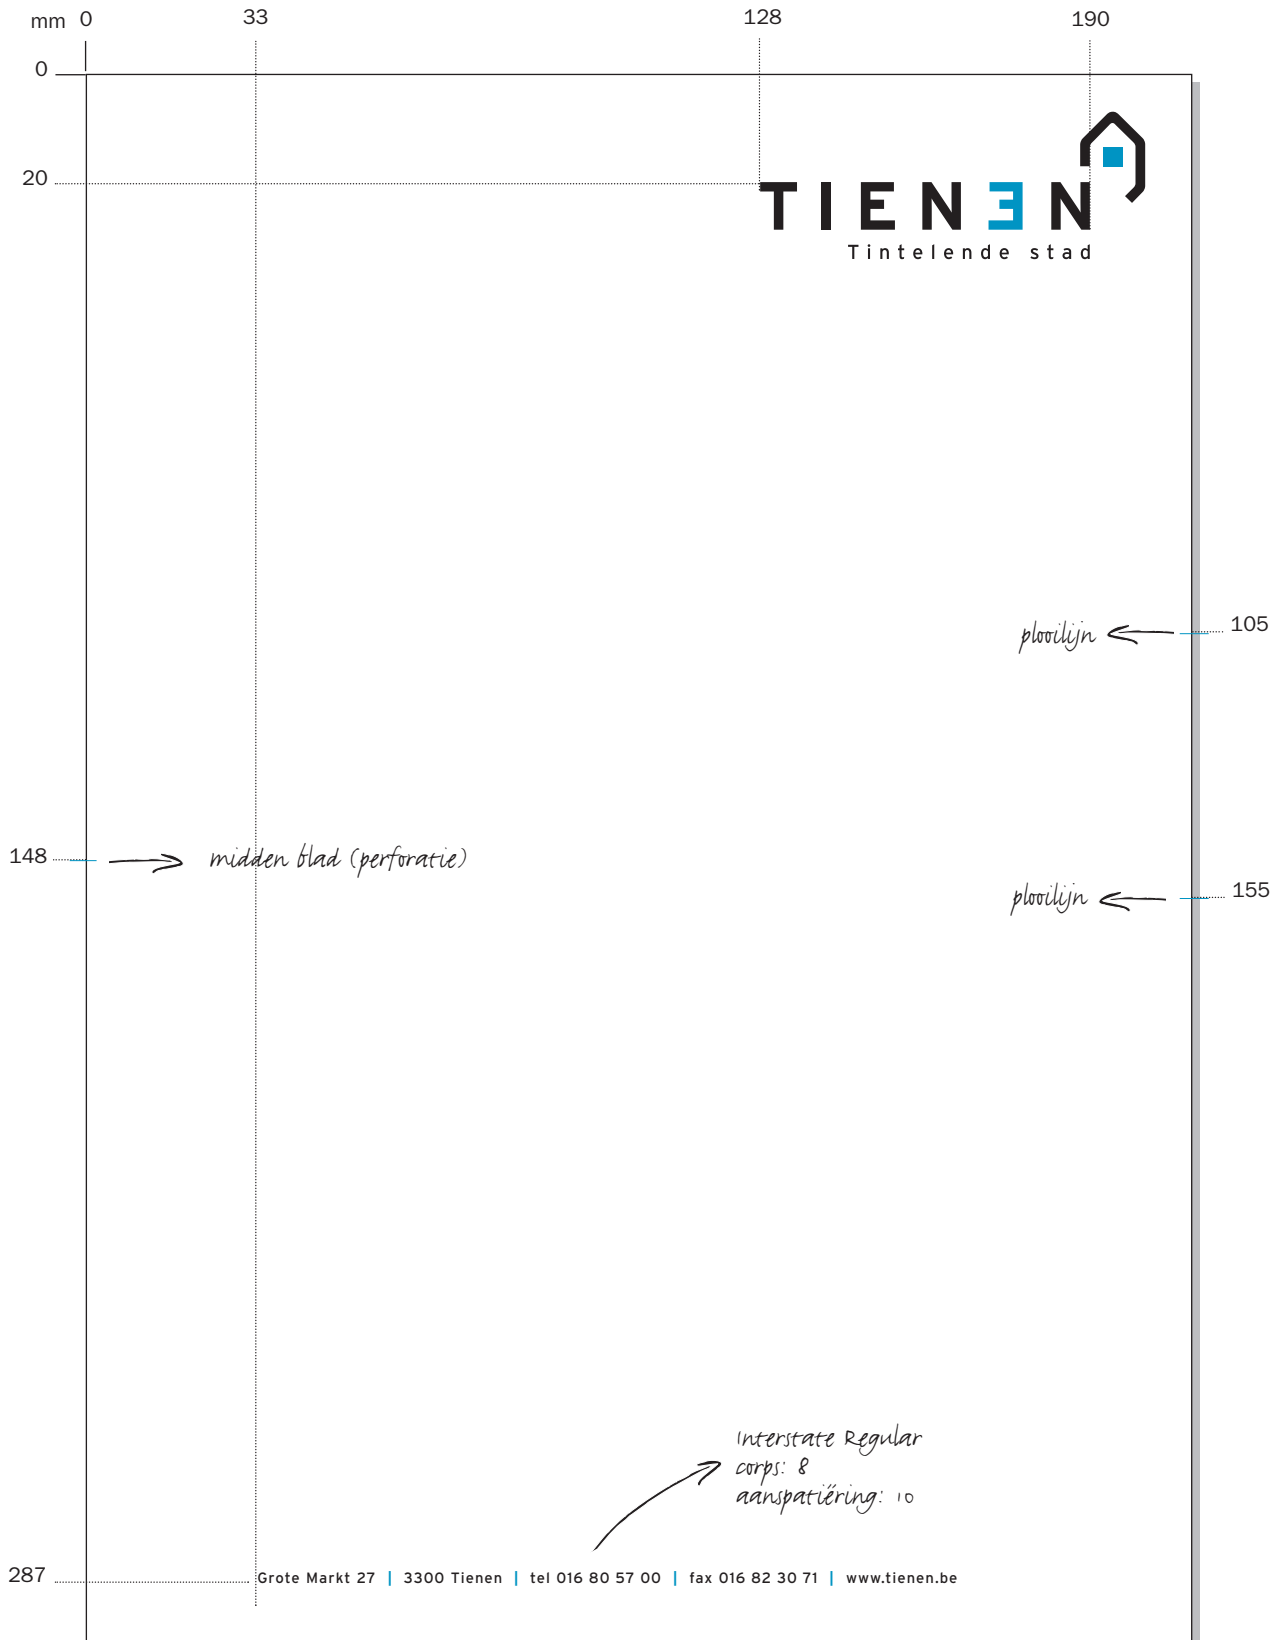 mm 0 33 128 190
0
20
TIENEN
Tintelende stad
plooilijn 105
148 midden blad (perforatie)
plooilijn 155
Interstate Regular
corps: 8
aanspatiëring: 10
287 Grote Markt 27 | 3300 Tienen | tel 016 80 57 00 | fax 016 82 30 71 | www.tienen.be